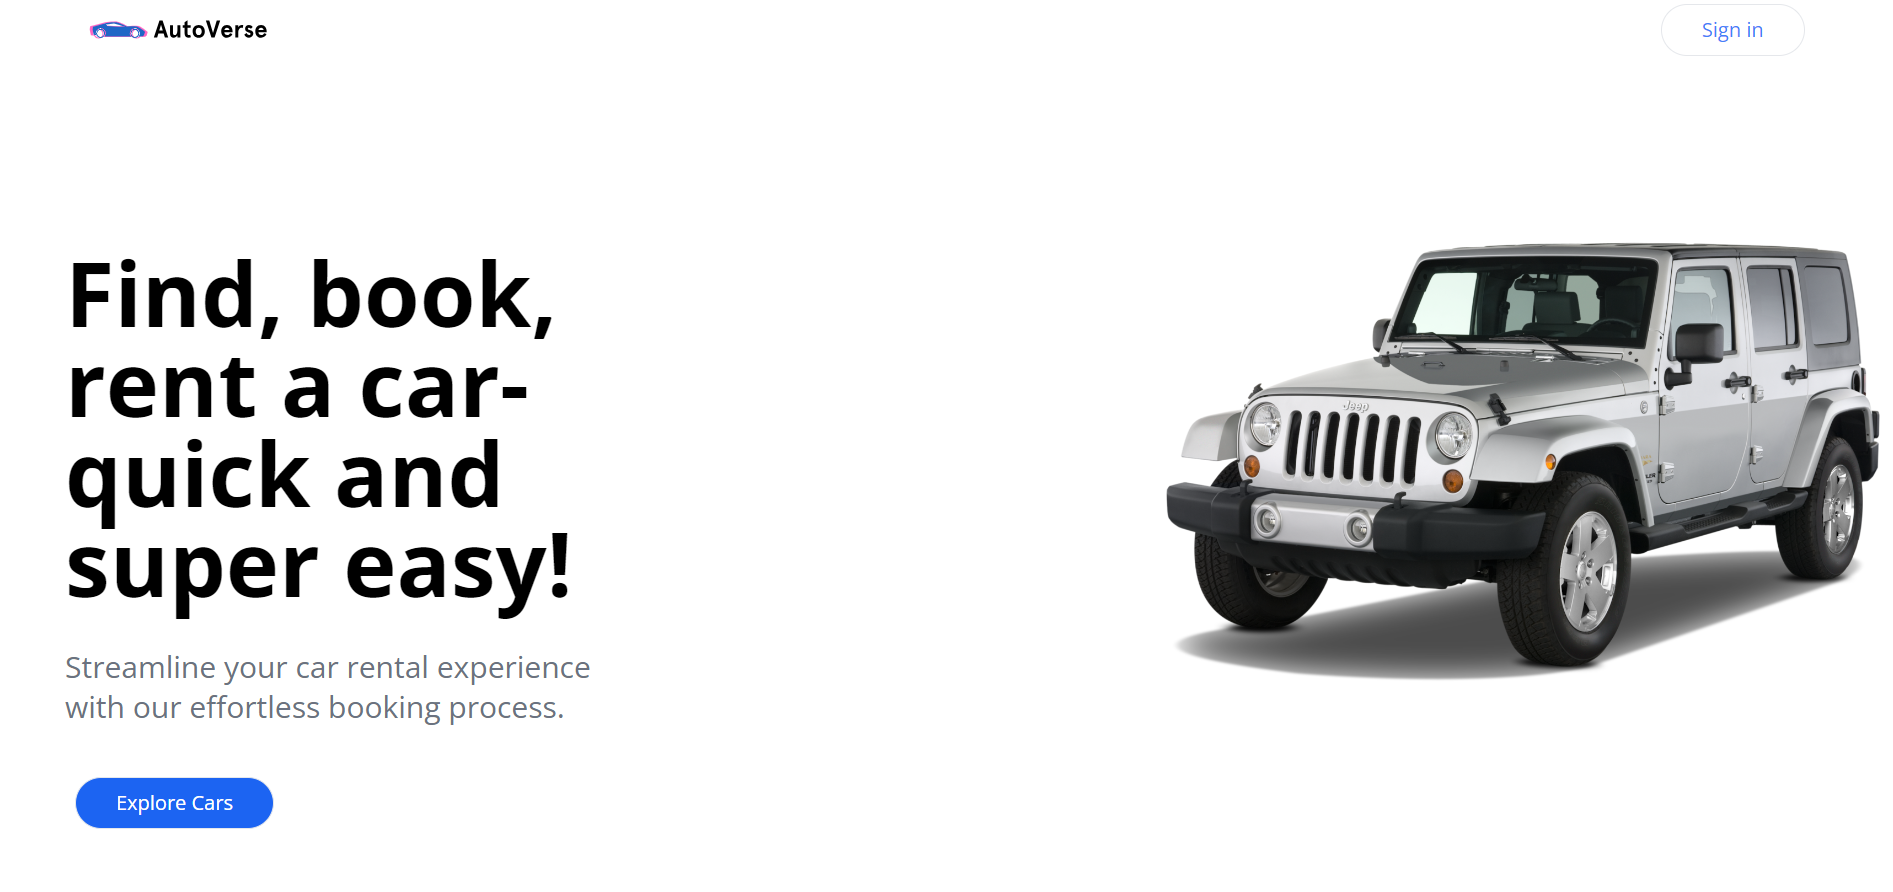 AutoVerse
Sign in
Find, book,
rent a car-
quick and
super easy!
Streamline your car rental experience
with our effortless booking process.
Explore Cars
Jeep